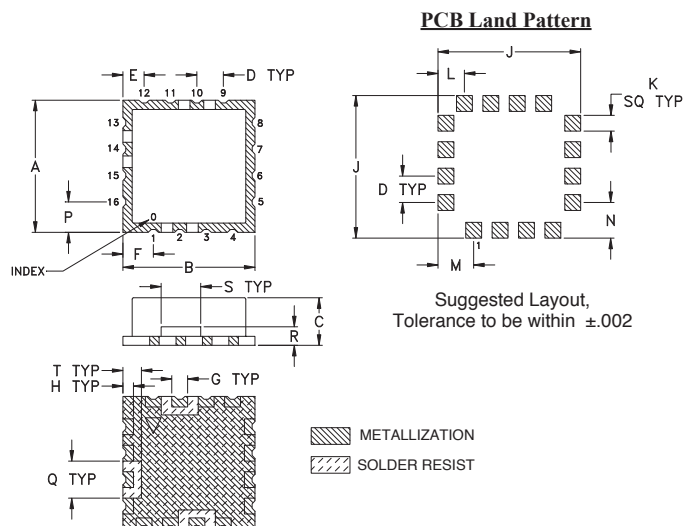 PCB Land Pattern
E
D TYP
12 11 10 9
13
14
15
16
8
7
6
5
A
P
0
1 2 3 4
INDEX
F
B
J
L
K
SQ TYP
J
D TYP
N
1
M
Suggested Layout,
Tolerance to be within ±.002
S TYP
C
R
T TYP
H TYP
G TYP
Q TYP
METALLIZATION
SOLDER RESIST